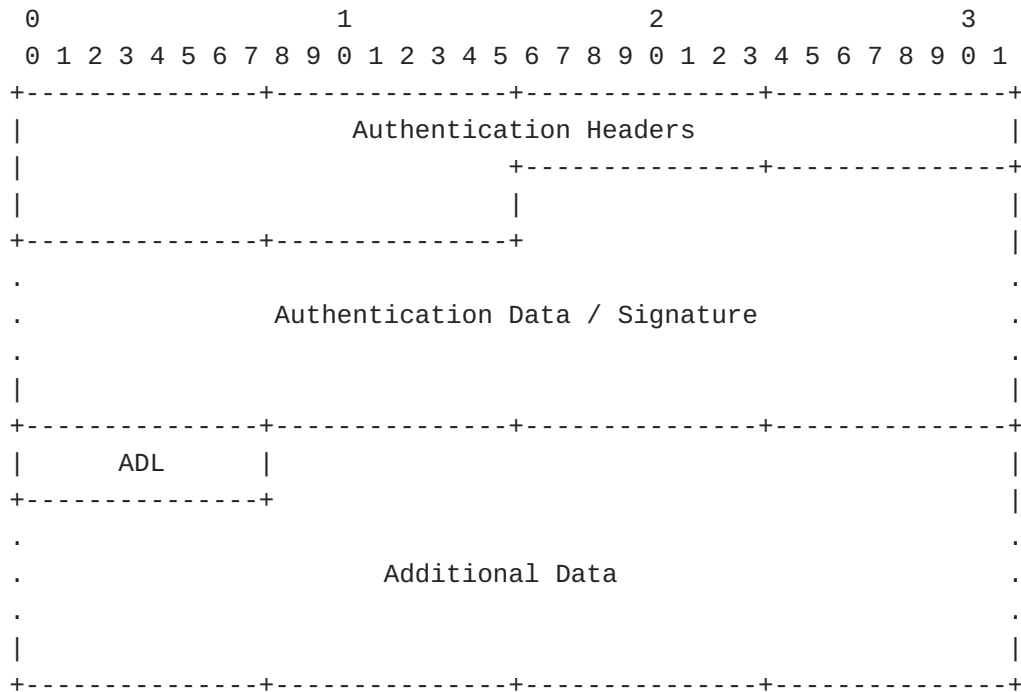 0                   1                   2                   3
 0 1 2 3 4 5 6 7 8 9 0 1 2 3 4 5 6 7 8 9 0 1 2 3 4 5 6 7 8 9 0 1
+---------------+---------------+---------------+---------------+
|                     Authentication Headers                    |
|                               +---------------+---------------+
|                               |                               |
+---------------+---------------+                               |
.                                                               .
.                Authentication Data / Signature                .
.                                                               .
|                                                               |
+---------------+---------------+---------------+---------------+
|      ADL      |                                               |
+---------------+                                               |
.                                                               .
.                       Additional Data                         .
.                                                               .
|                                                               |
+---------------+---------------+---------------+---------------+